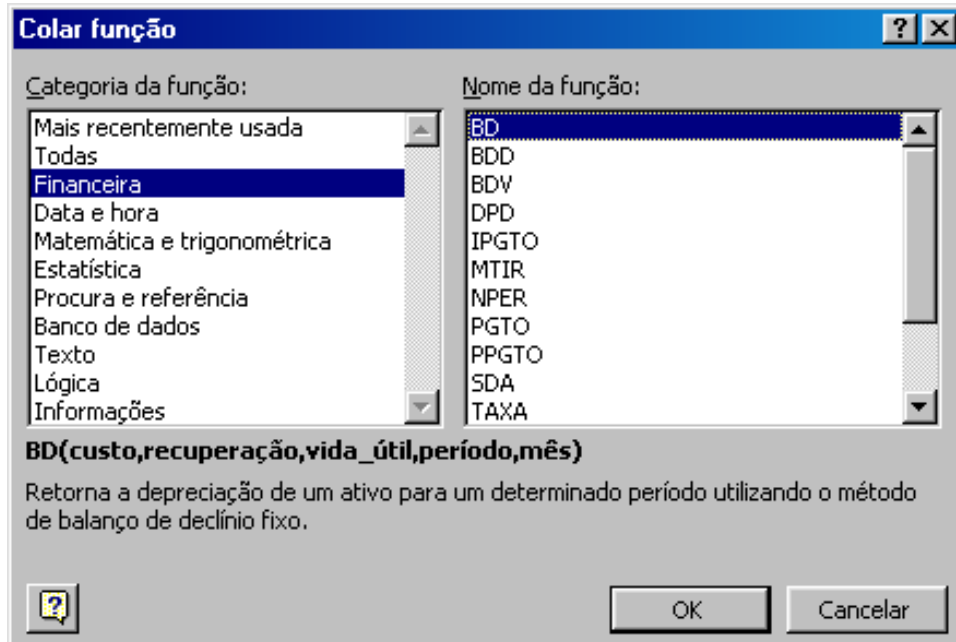 Colar função
Categoria da função:
Mais recentemente usada
Todas
Financeira
Data e hora
Matemática e trigonométrica
Estatística
Procura e referência
Banco de dados
Texto
Lógica
Informações
Nome da função:
BD
BDD
BDV
DPD
IPGTO
MTIR
NPER
PGTO
PPGTO
SDA
TAXA
BD(custo,recuperação,vida_útil,período,mês)
Retorna a depreciação de um ativo para um determinado período utilizando o método
de balanço de declínio fixo.
OK
Cancelar